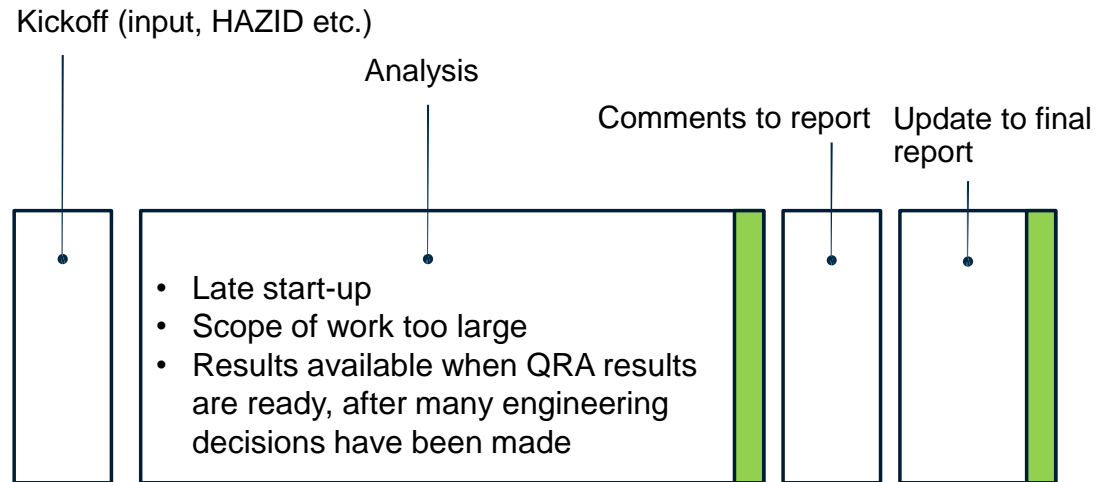 Kickoff (input, HAZID etc.)
Analysis
Comments to report
Update to final
report
• Late start-up
• Scope of work too large
• Results available when QRA results
are ready, after many engineering
decisions have been made